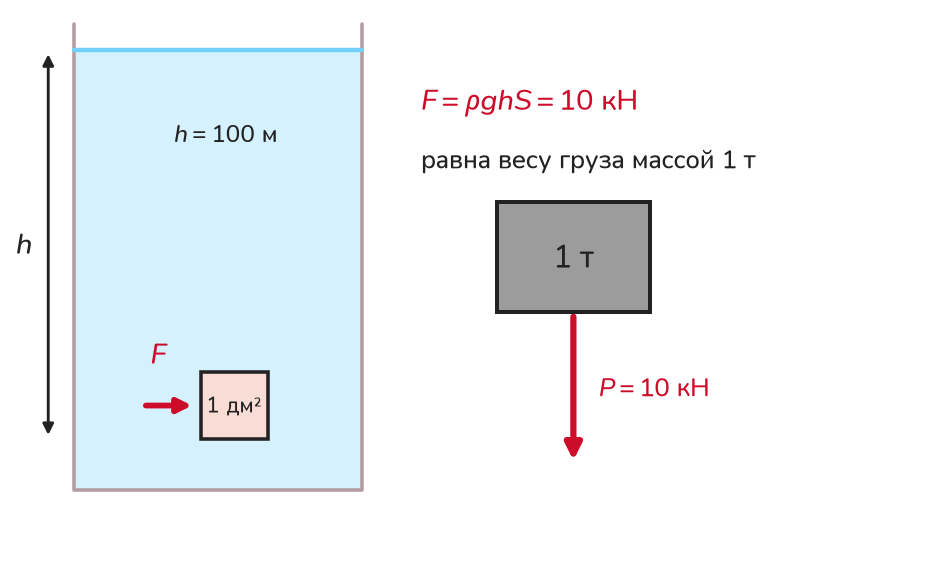 F = ρghS = 10 кН
h = 100 м
равна весу груза массой 1 т
h
1 т
F
P = 10 кН
1 дм²